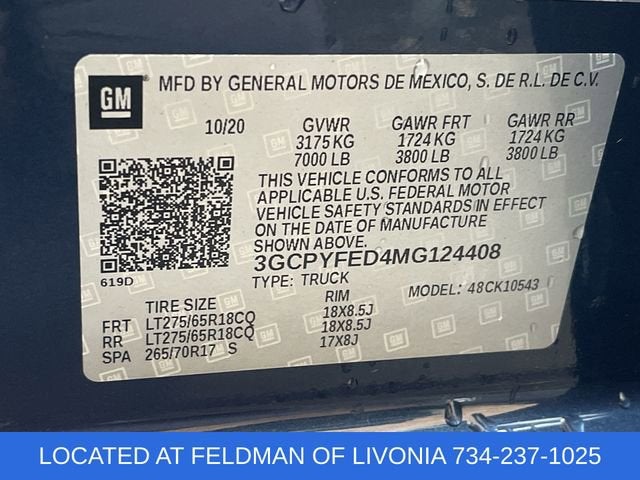 GM
MFD BY GENERAL MOTORS DE MEXICO, S. DE R.L. DE C.V.
10/20 GVWR GAWR FRT GAWR RR
3175 KG 1724 KG 1724 KG
7000 LB 3800 LB 3800 LB
THIS VEHICLE CONFORMS TO ALL
APPLICABLE U.S. FEDERAL MOTOR
VEHICLE SAFETY STANDARDS IN EFFECT
ON THE DATE OF MANUFACTURE
SHOWN ABOVE.
3GCPYFED4MG124408
619D TYPE: TRUCK MODEL: 48CK10543
TIRE SIZE RIM
FRT LT275/65R18CQ 18X8.5J
RR LT275/65R18CQ 18X8.5J
SPA 265/70R17 S 17X8J
LOCATED AT FELDMAN OF LIVONIA 734-237-1025